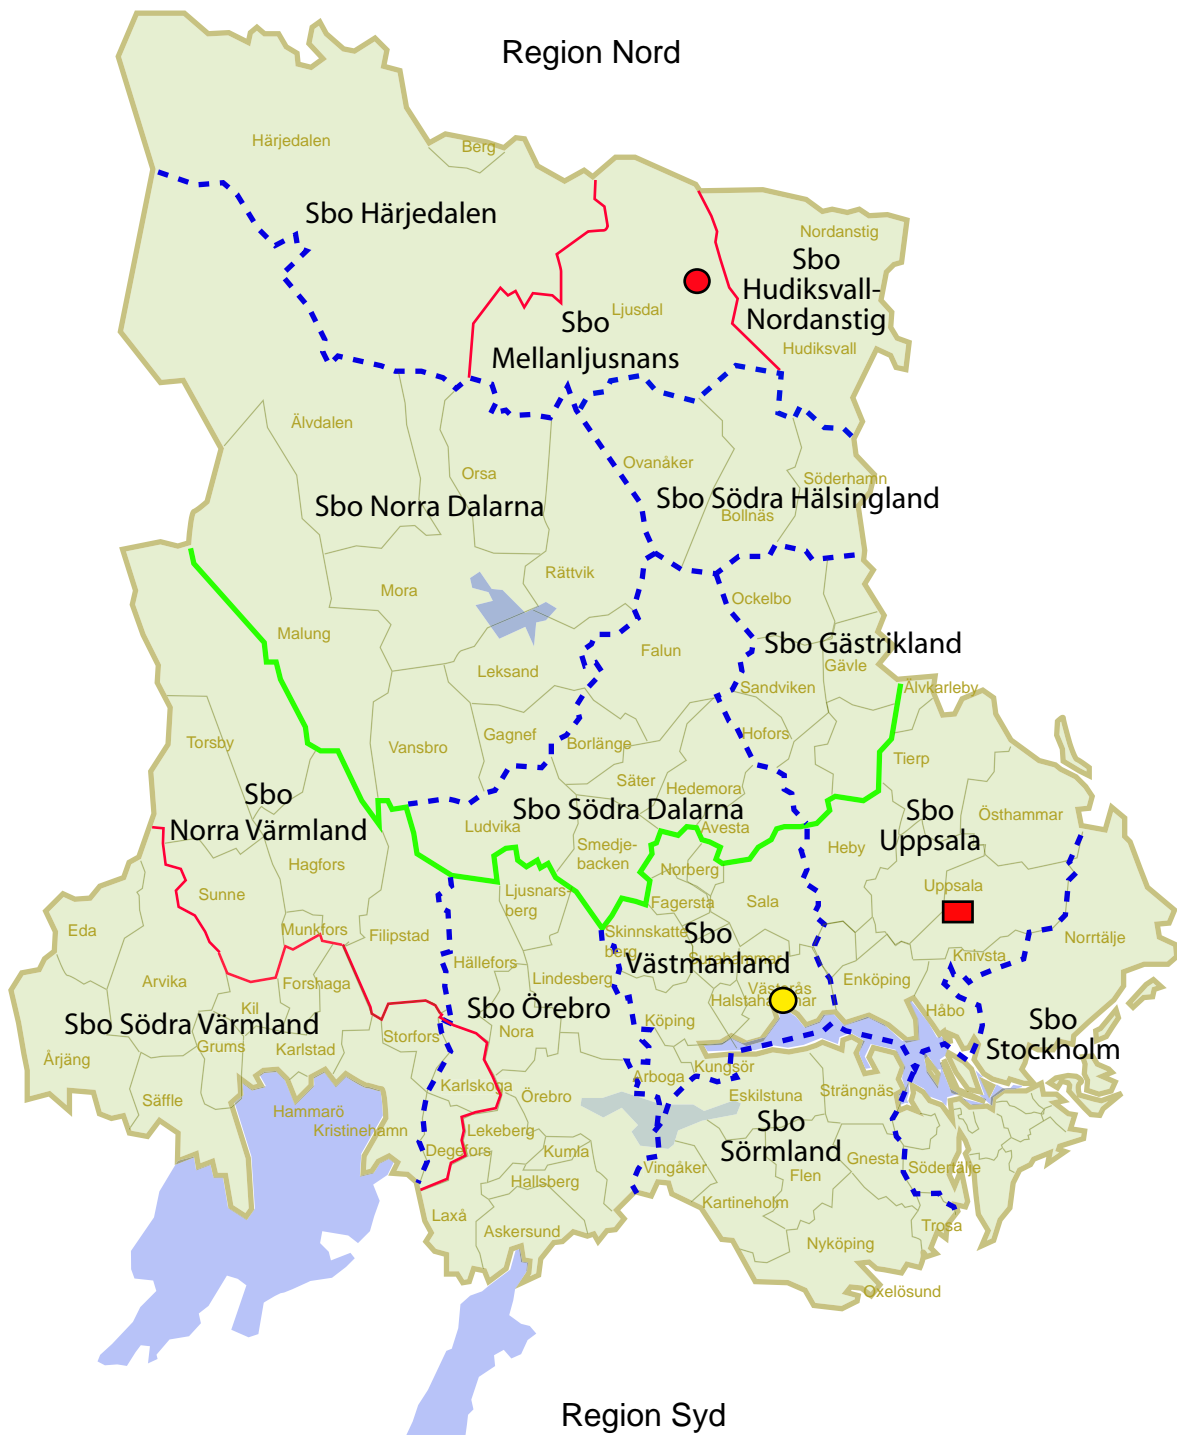 Region Nord
Härjedalen
Berg
Sbo Härjedalen
Nordanstig
Sbo
Hudiksvall-
Nordanstig
Ljusdal
Sbo
Mellanljusnans
Hudiksvall
Älvdalen
Orsa
Ovanåker
Söderhamn
Sbo Norra Dalarna
Sbo Södra Hälsingland
Bollnäs
Rättvik
Mora
Ockelbo
Malung
Falun
Sbo Gästrikland
Gävle
Leksand
Sandviken
Älvkarleby
Torsby
Vansbro
Gagnef
Borlänge
Hofors
Tierp
Säter
Hedemora
Sbo
Norra Värmland
Sbo Södra Dalarna
Sbo
Uppsala
Östhammar
Ludvika
Avesta
Smedje-
backen
Heby
Hagfors
Norberg
Sunne
Ljusnars-
berg
Fagersta
Sala
Uppsala
Eda
Munkfors
Filipstad
Skinnskatte
berg
Sbo
Västmanland
Surahammar
Norrtälje
Knivsta
Arvika
Forshaga
Hällefors
Lindesberg
Västerås
Halstahammar
Enköping
Kil
Sbo Örebro
Håbo
Sbo Södra Värmland
Grums
Karlstad
Storfors
Nora
Köping
Sbo
Stockholm
Årjäng
Kungsör
Arboga
Säffle
Karlskoga
Örebro
Eskilstuna
Strängnäs
Hammarö
Kristinehamn
Lekeberg
Sbo
Sörmland
Degefors
Kumla
Vingåker
Gnesta
Södertälje
Hallsberg
Flen
Kartineholm
Laxå
Askersund
Trosa
Nyköping
Oxelösund
Region Syd